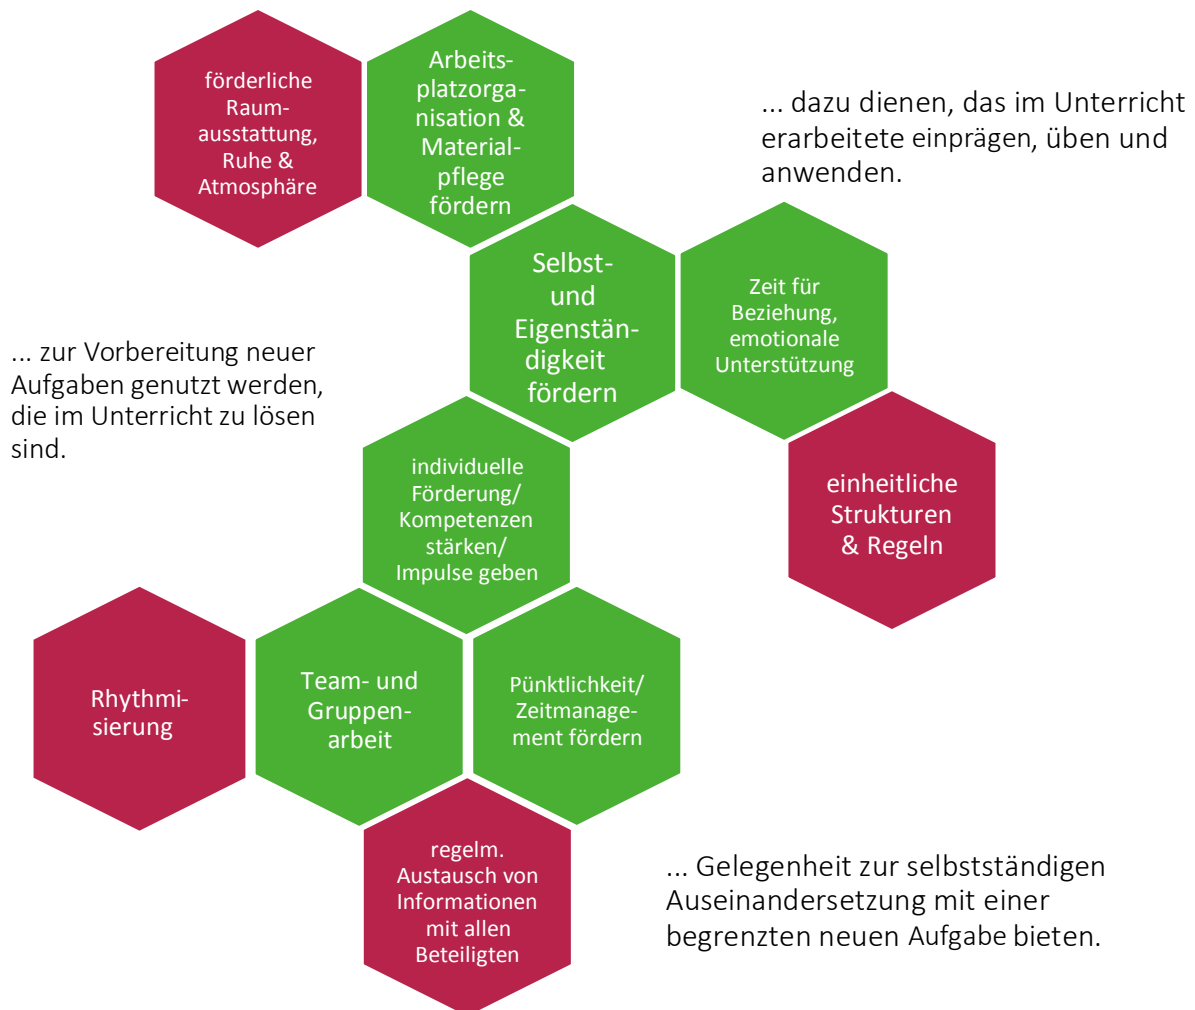 förderliche
Raum-
ausstattung,
Ruhe &
Atmosphäre
Arbeits-
platzorga-
nisation &
Material-
pflege
fördern
... dazu dienen, das im Unterricht
erarbeitete einprägen, üben und
anwenden.
Selbst-
und
Eigenstän-
digkeit
fördern
Zeit für
Beziehung,
emotionale
Unterstützung
... zur Vorbereitung neuer
Aufgaben genutzt werden,
die im Unterricht zu lösen
sind.
individuelle
Förderung/
Kompetenzen
stärken/
Impulse geben
einheitliche
Strukturen
& Regeln
Rhythmi-
sierung
Team- und
Gruppen-
arbeit
Pünktlichkeit/
Zeitmanage-
ment fördern
regelm.
Austausch von
Informationen
mit allen
Beteiligten
... Gelegenheit zur selbstständigen
Auseinandersetzung mit einer
begrenzten neuen Aufgabe bieten.